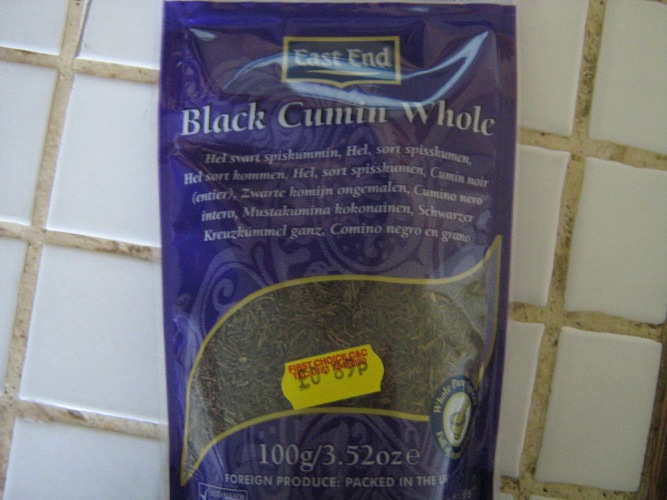 East End
Black Cumin Whole
Hel svart spiskummin, Hel, sort spisskumen,
Hel sort kommen, Hel, sort spisskumen, Cumin noir
(entier), Zwarte komijn ongemalen, Cumino nero
intero, Mustakumina kokonainen, Schwarzer
Kreuzkümmel ganz, Comino negro en grano
FIRST CHOICE C&C
£0 89p
Whole
100g/3.52oz e
FOREIGN PRODUCE: PACKED IN THE